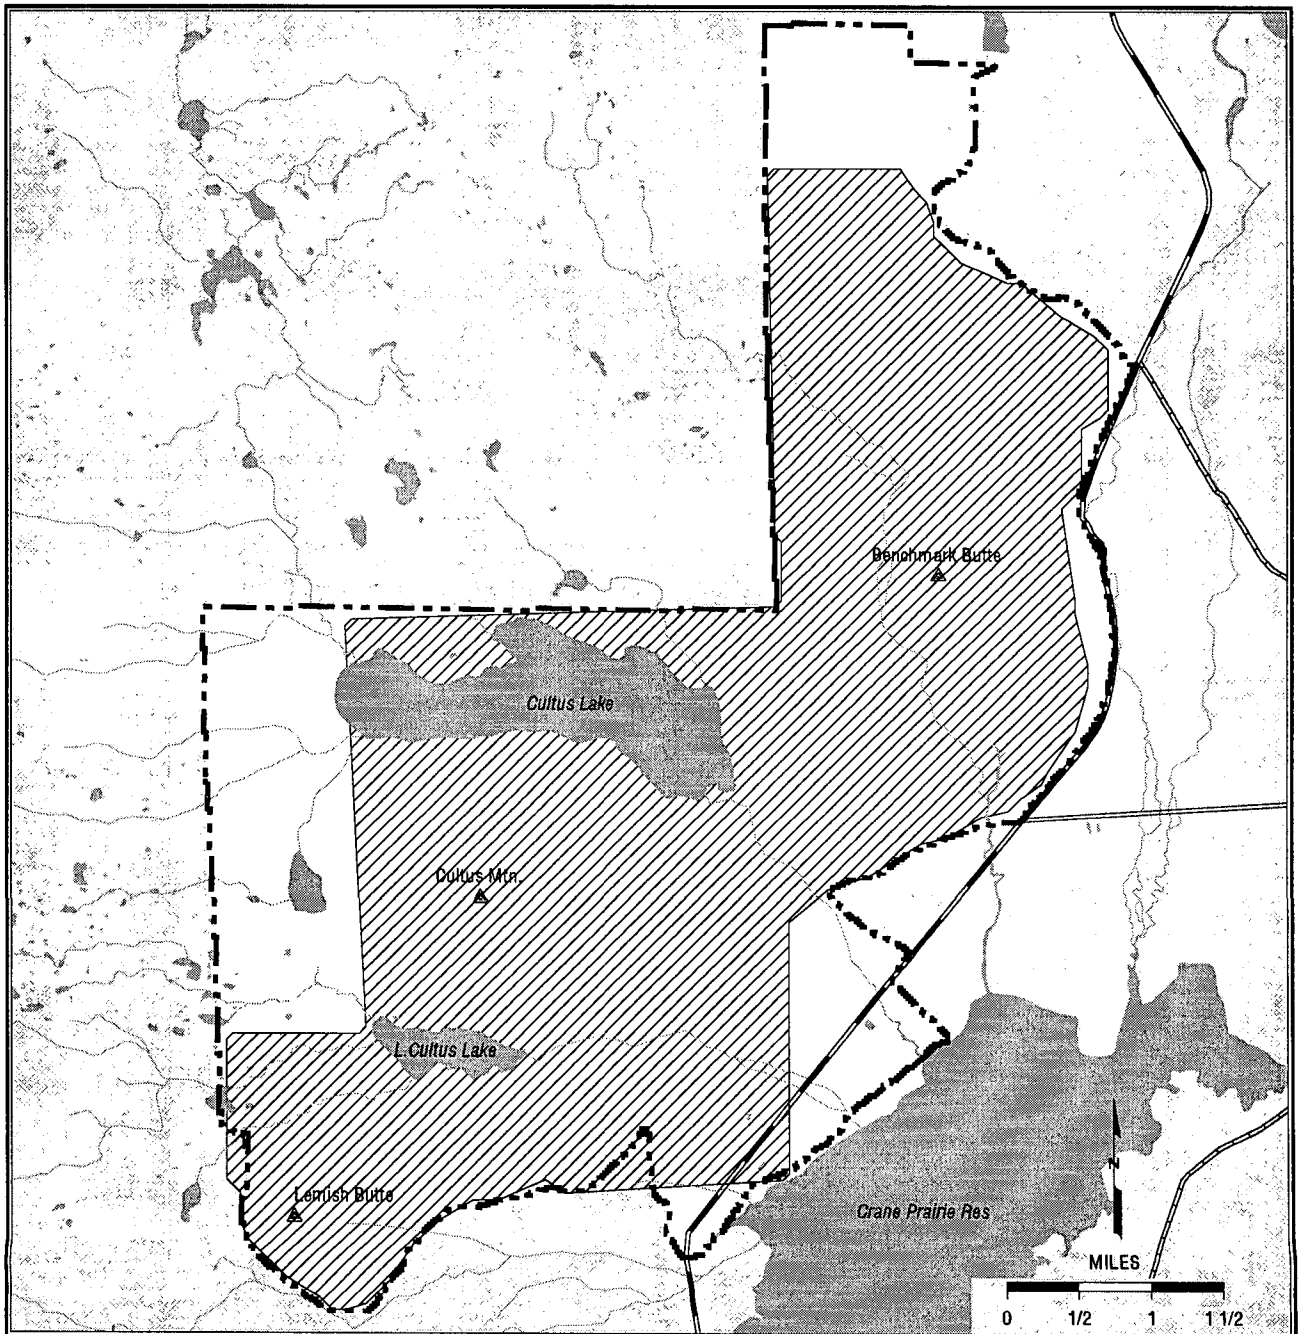 Benchmark Butte
Cultus Lake
Cultus Mtn.
L. Cultus Lake
Lemish Butte
Crane Prairie Res
N
MILES
0 1/2 1 1 1/2